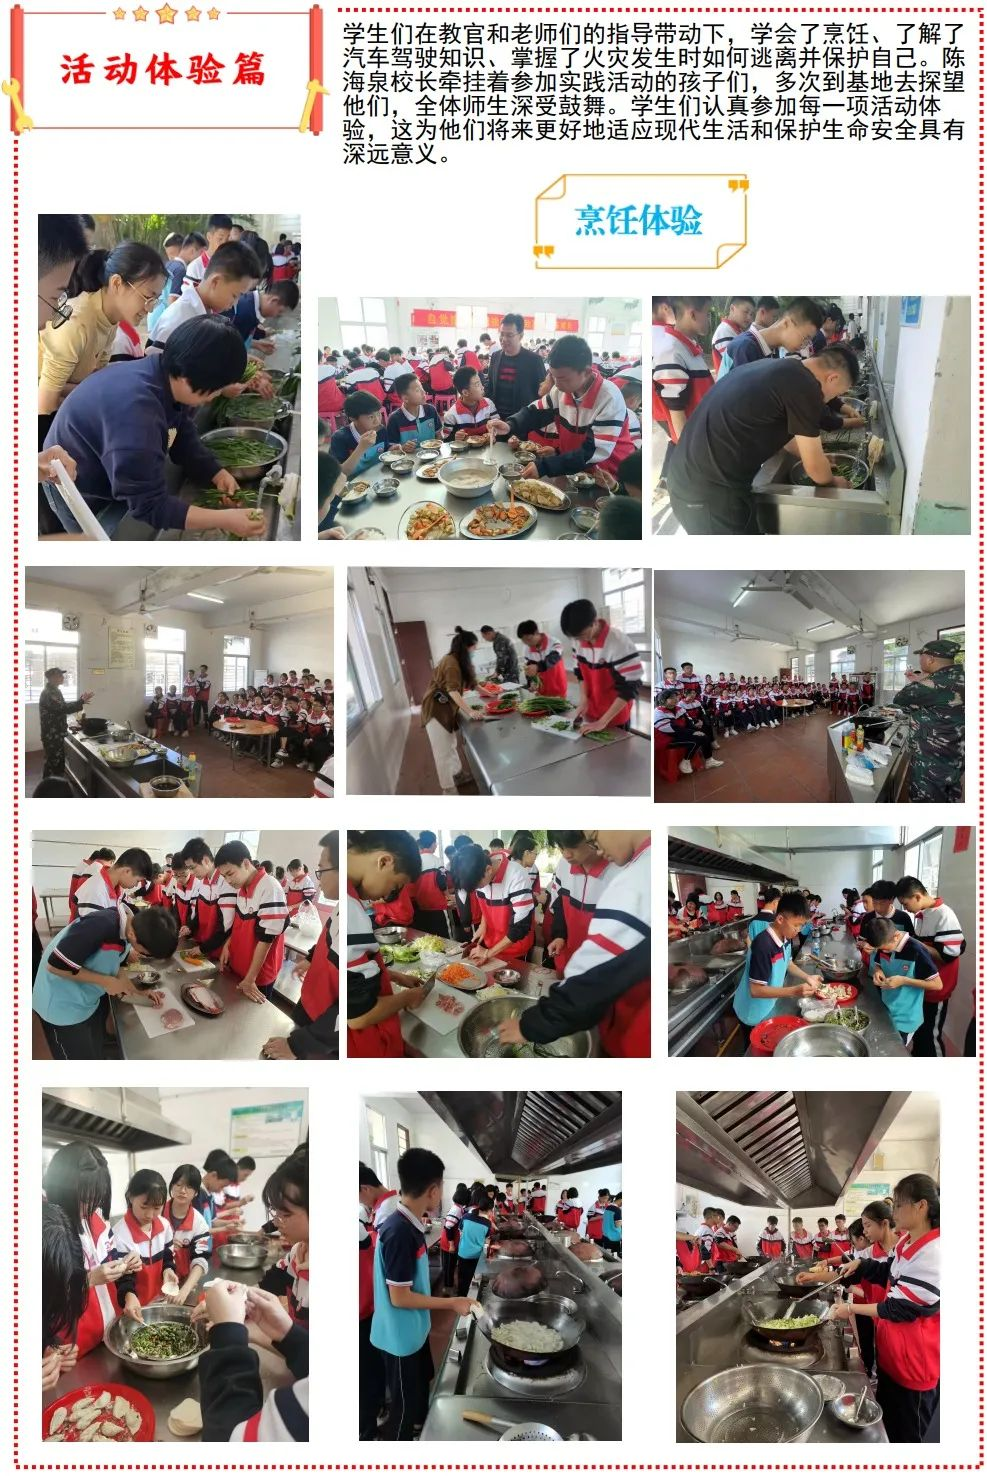 活动体验篇
学生们在教官和老师们的指导带动下，学会了烹饪、了解了
汽车驾驶知识、掌握了火灾发生时如何逃离并保护自己。陈
海泉校长牵挂着参加实践活动的孩子们，多次到基地去探望
他们，全体师生深受鼓舞。学生们认真参加每一项活动体
验，这为他们将来更好地适应现代生活和保护生命安全具有
深远意义。
烹饪体验
自觉